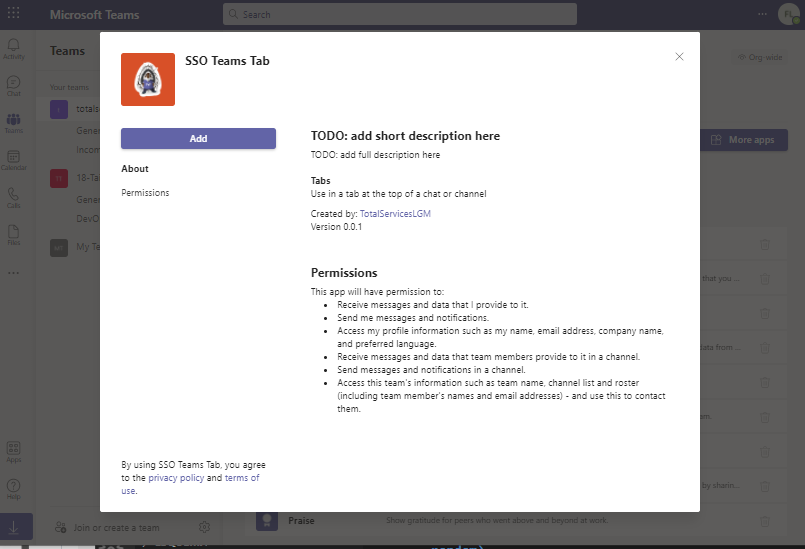 Microsoft Teams
Search
FL
Activity
Chat
Teams
Calendar
Calls
Files
Apps
Help
Teams
Your teams
totals
Gener
Incom
18-Ta
Gener
DevO
My Te
Join or create a team
Org-wide
More apps
that you ...
data from ...
am.
by sharin...
Praise
Show gratitude for peers who went above and beyond at work.
SSO Teams Tab
Add
About
Permissions
TODO: add short description here
TODO: add full description here
Tabs
Use in a tab at the top of a chat or channel
Created by: TotalServicesLGM
Version 0.0.1
Permissions
This app will have permission to:
• Receive messages and data that I provide to it.
• Send me messages and notifications.
• Access my profile information such as my name, email address, company name,
and preferred language.
• Receive messages and data that team members provide to it in a channel.
• Send messages and notifications in a channel.
• Access this team's information such as team name, channel list and roster
(including team member's names and email addresses) - and use this to contact
them.
By using SSO Teams Tab, you agree
to the privacy policy and terms of
use.